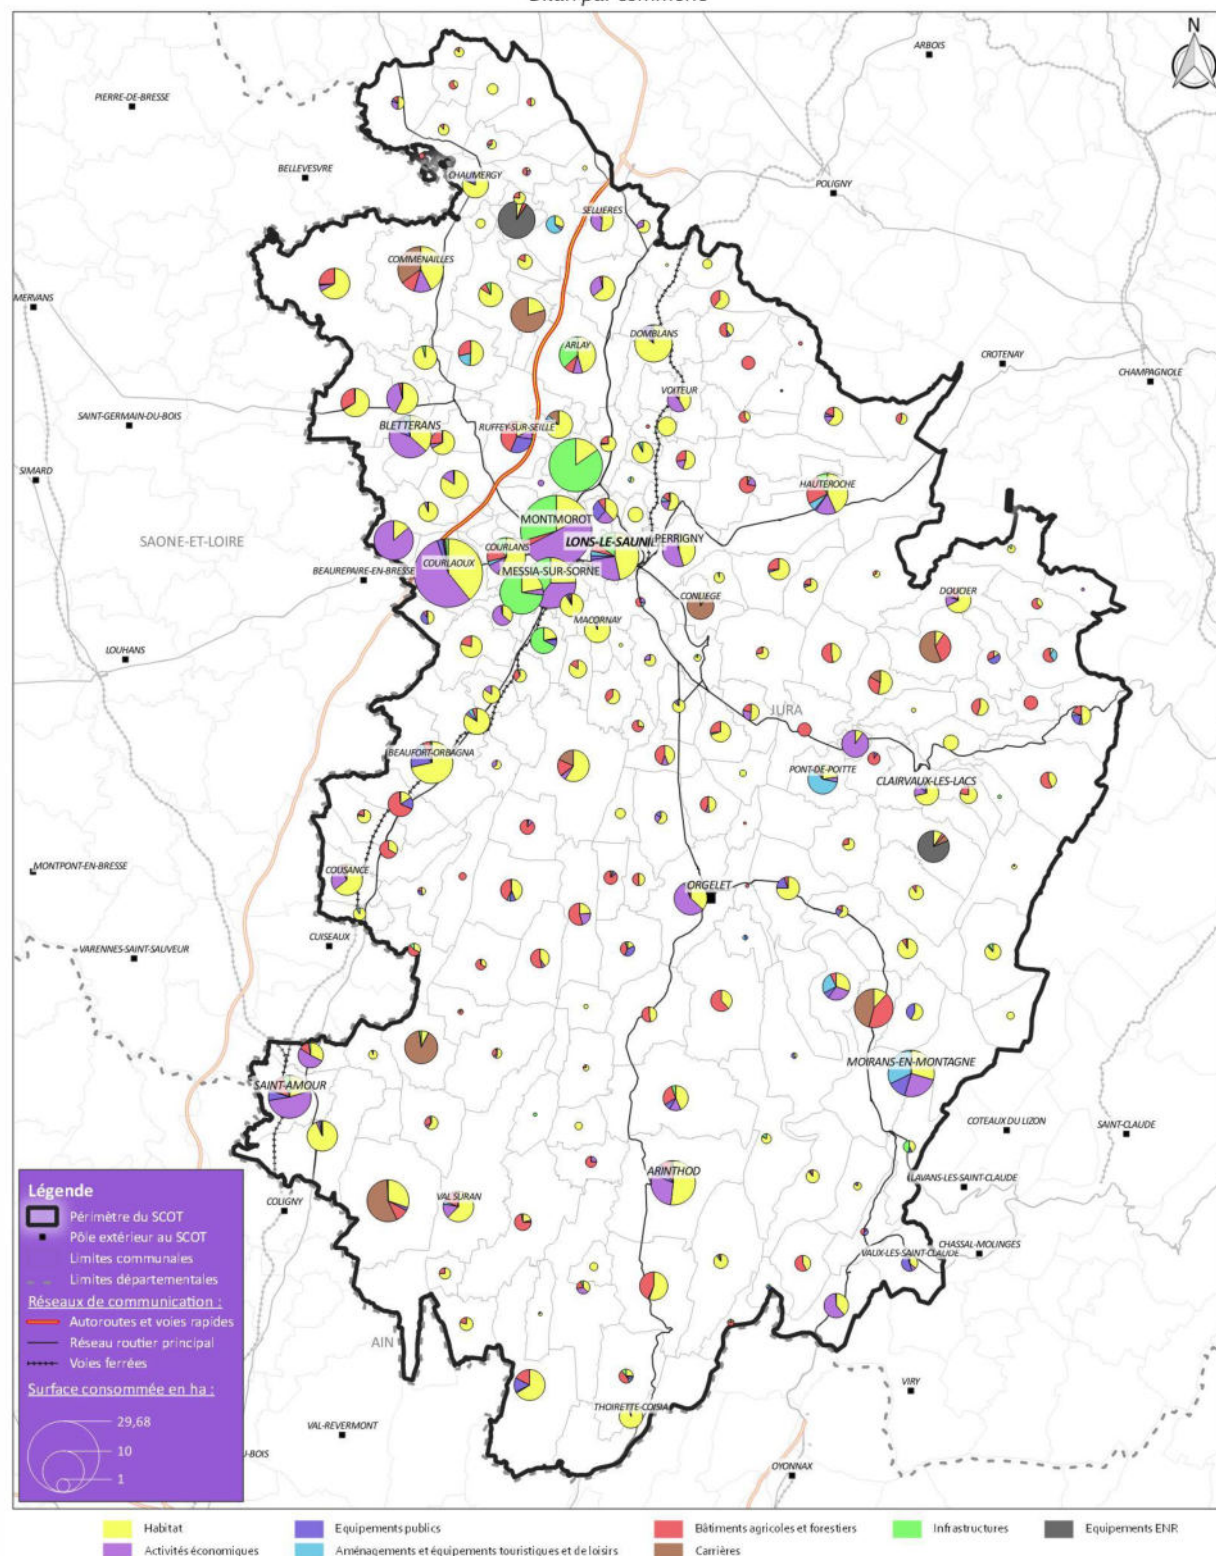 Bilan par commune
N
ARBOIS
PIERRE-DE-BRESSE
BELLEVESVRE
CHAUMERGY
POLIGNY
SELLIERES
COMMENAILLES
MERVANS
DOMBLANS
ARLAY
CROTENAY
CHAMPAGNOLE
VOITEUR
SAINT-GERMAIN-DU-BOIS
BLETTERANS
RUFFEY-SUR-SEILLE
SIMARD
HAUTEROCHE
MONTMOROT
SAONE-ET-LOIRE
LONS-LE-SAUNIER
PERRIGNY
COURLANS
COURLAOUX
MESSIA-SUR-SORNE
BEAUREPAIRE-EN-BRESSE
DOUCIER
CONLIEGE
MACORNAY
LOUHANS
JURA
BEAUFORT-ORBAGNA
PONT-DE-POITTE
CLAIRVAUX-LES-LACS
MONTPONT-EN-BRESSE
COUSANCE
ORGELET
CUISEAUX
VARENNES-SAINT-SAUVEUR
MOIRANS-EN-MONTAGNE
SAINT-AMOUR
COTEAUX DU LIZON
SAINT-CLAUDE
ARINTHOD
LAVANS-LES-SAINT-CLAUDE
VAL SURAN
COLIGNY
CHASSAL-MOLINGES
VAUX-LES-SAINT-CLAUDE
AIN
VIRY
THOIRETTE-COISIA
VAL-REVERMONT
U-BOIS
OYONNAX
Légende
Périmètre du SCOT
Pôle extérieur au SCOT
Limites communales
Limites départementales
Réseaux de communication :
Autoroutes et voies rapides
Réseau routier principal
Voies ferrées
Surface consommée en ha :
29,68
10
1
Habitat
Equipements publics
Bâtiments agricoles et forestiers
Infrastructures
Equipements ENR
Activités économiques
Aménagements et équipements touristiques et de loisirs
Carrières